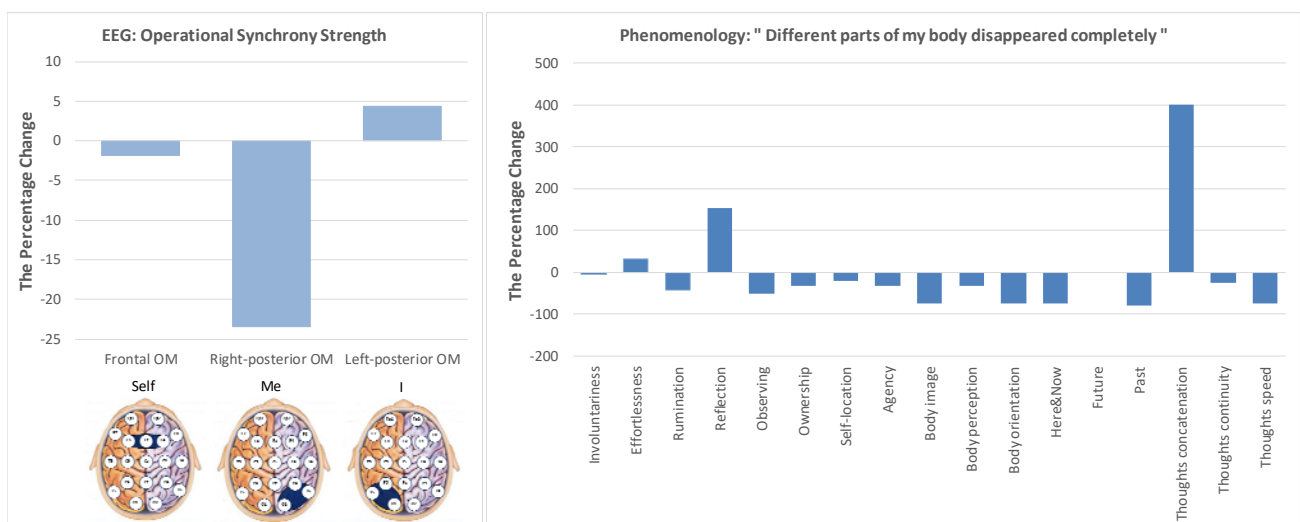 EEG: Operational Synchrony Strength
The Percentage Change
10
5
0
-5
-10
-15
-20
-25
Frontal OM
Right-posterior OM
Left-posterior OM
Self
Me
I
Phenomenology: " Different parts of my body disappeared completely "
The Percentage Change
500
400
300
200
100
0
-100
-200
Involuntariness
Effortlessness
Rumination
Reflection
Observing
Ownership
Self-location
Agency
Body image
Body perception
Body orientation
Here&Now
Future
Past
Thoughts concatenation
Thoughts continuity
Thoughts speed